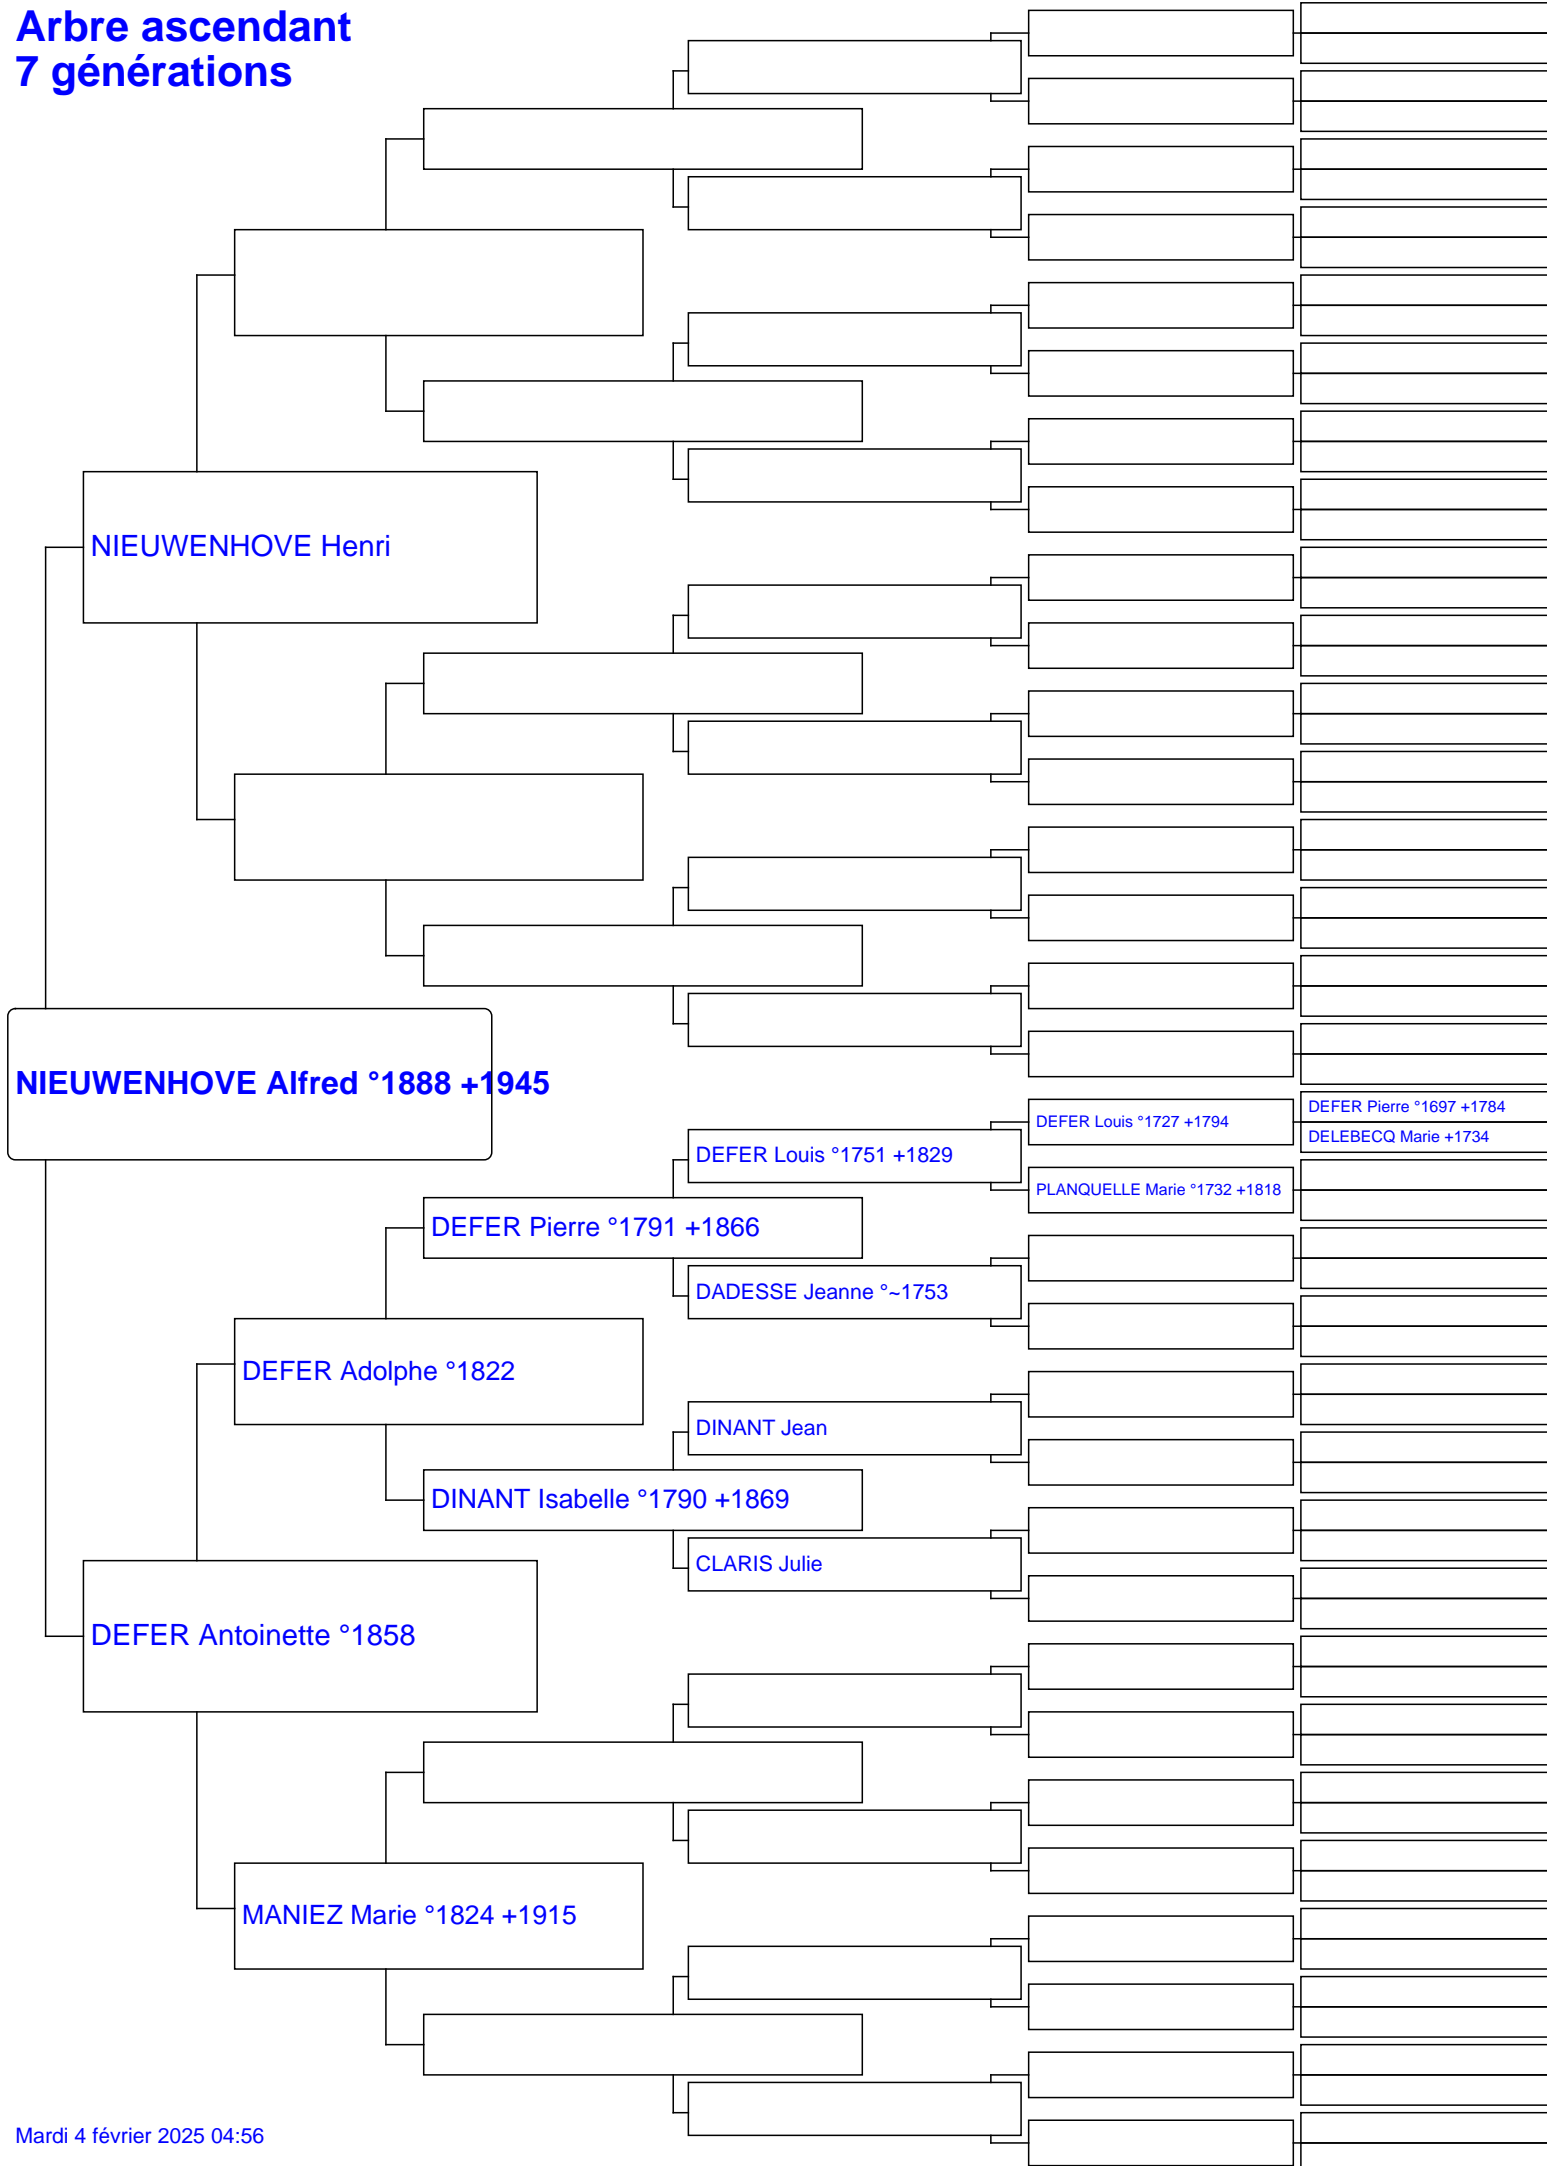 Arbre ascendant
7 générations
NIEUWENHOVE Henri
NIEUWENHOVE Alfred °1888 +1945
DEFER Pierre °1697 +1784
DEFER Louis °1727 +1794
DELEBECQ Marie +1734
DEFER Louis °1751 +1829
PLANQUELLE Marie °1732 +1818
DEFER Pierre °1791 +1866
DADESSE Jeanne °~1753
DEFER Adolphe °1822
DINANT Jean
DINANT Isabelle °1790 +1869
CLARIS Julie
DEFER Antoinette °1858
MANIEZ Marie °1824 +1915
Mardi 4 février 2025 04:56